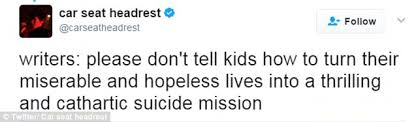 car seat headrest
@carseatheadrest
Follow
writers: please don't tell kids how to turn their
miserable and hopeless lives into a thrilling
and cathartic suicide mission
© Twitter/ Car seat headrest